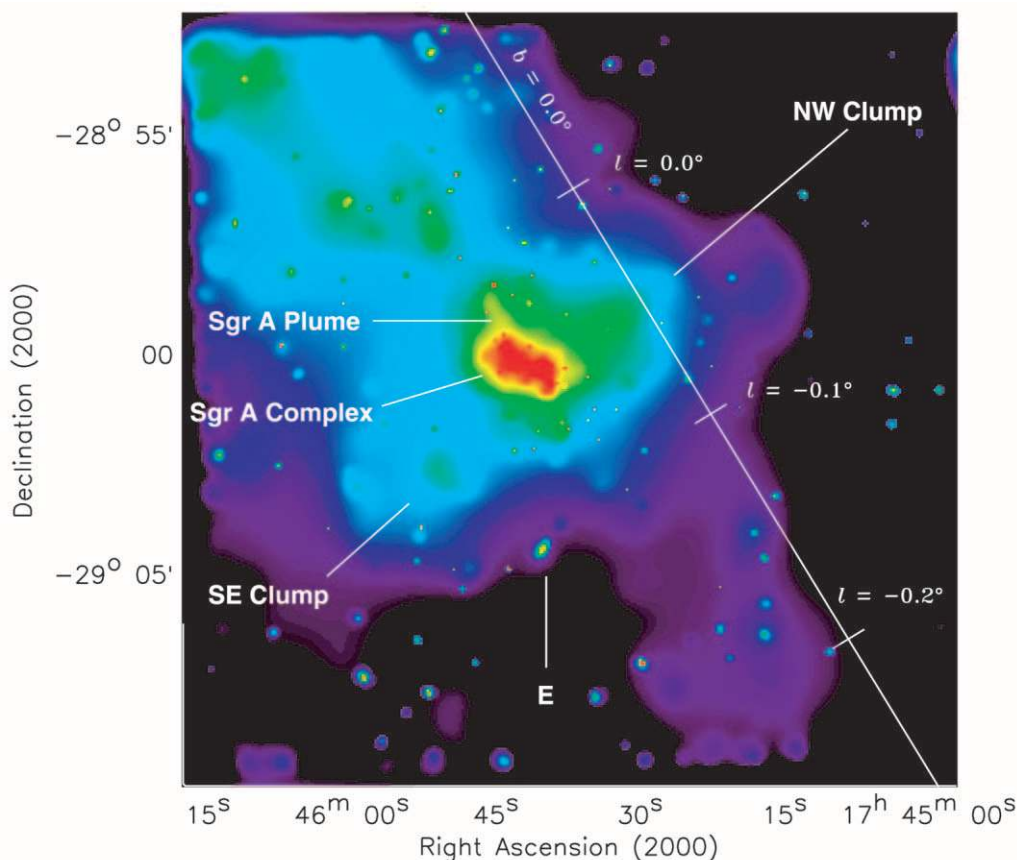 b = 0.0°
NW Clump
−28° 55'
l = 0.0°
Sgr A Plume
00
l = −0.1°
Sgr A Complex
Declination (2000)
−29° 05'
SE Clump
l = −0.2°
E
15ˢ 46ᵐ 00ˢ 45ˢ 30ˢ 15ˢ 17ʰ 45ᵐ 00ˢ
Right Ascension (2000)